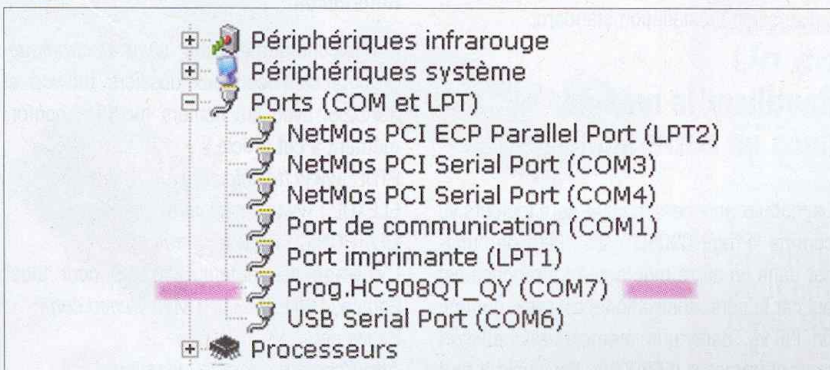 Périphériques infrarouge
Périphériques système
Ports (COM et LPT)
NetMos PCI ECP Parallel Port (LPT2)
NetMos PCI Serial Port (COM3)
NetMos PCI Serial Port (COM4)
Port de communication (COM1)
Port imprimante (LPT1)
Prog.HC908QT_QY (COM7)
USB Serial Port (COM6)
Processeurs